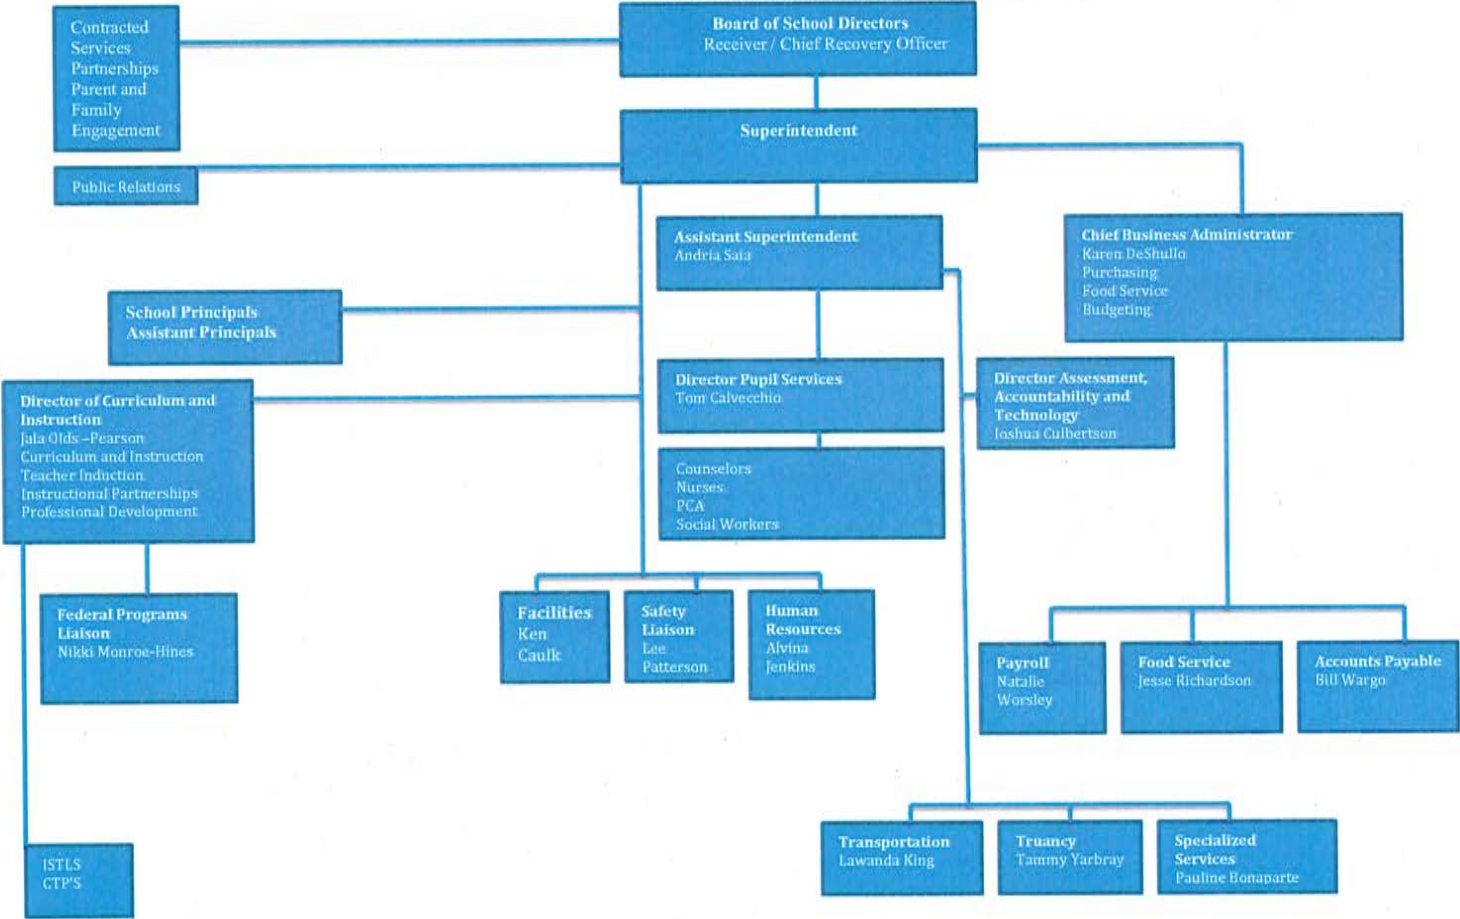 Contracted
Services
Partnerships
Parent and
Family
Engagement
Board of School Directors
Receiver / Chief Recovery Officer
Superintendent
Public Relations
Assistant Superintendent
Andria Saia
Chief Business Administrator
Karen DeShullo
Purchasing
Food Service
Budgeting
School Principals
Assistant Principals
Director Pupil Services
Tom Calvecchio
Director Assessment,
Accountability and
Technology
Joshua Culbertson
Director of Curriculum and
Instruction
Jala Olds –Pearson
Curriculum and Instruction
Teacher Induction
Instructional Partnerships
Professional Development
Counselors
Nurses
PCA
Social Workers
Federal Programs
Liaison
Nikki Monroe-Hines
Facilities
Ken
Caulk
Safety
Liaison
Lee
Patterson
Human
Resources
Alvina
Jenkins
Payroll
Natalie
Worsley
Food Service
Jesse Richardson
Accounts Payable
Bill Wargo
Transportation
Lawanda King
Truancy
Tammy Yarbray
Specialized
Services
Pauline Bonaparte
ISTLS
CTP'S